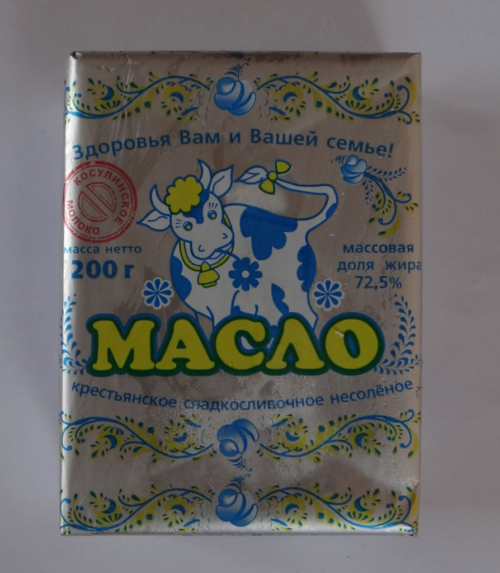 Здоровья Вам и Вашей семье!
КОСУЛИНСКОЕ
МОЛОКО
масса нетто
200 г
массовая
доля жира
72,5%
МАСЛО
крестьянское сладкосливочное несолёное